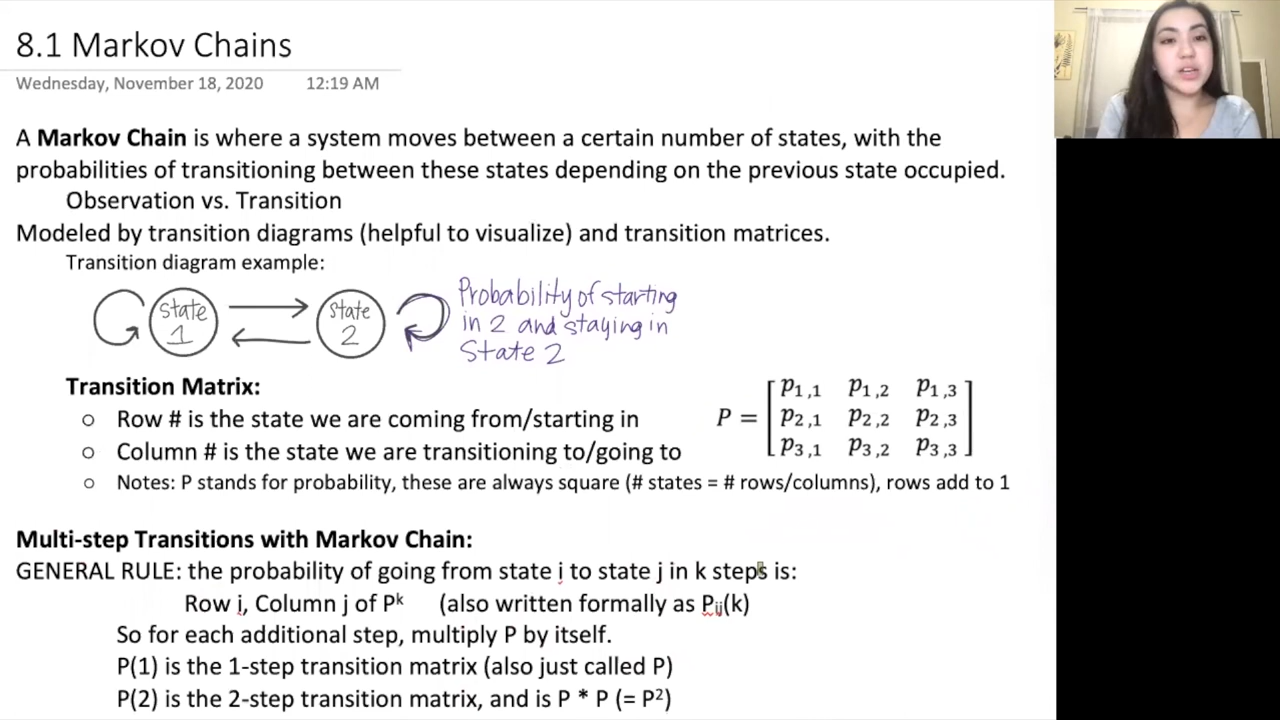 8.1 Markov Chains
Wednesday, November 18, 2020 12:19 AM
A Markov Chain is where a system moves between a certain number of states, with the
probabilities of transitioning between these states depending on the previous state occupied.
Observation vs. Transition
Modeled by transition diagrams (helpful to visualize) and transition matrices.
Transition diagram example:
State
1
State
2
Probability of starting
in 2 and staying in
State 2
Transition Matrix:
○ Row # is the state we are coming from/starting in
○ Column # is the state we are transitioning to/going to
○ Notes: P stands for probability, these are always square (# states = # rows/columns), rows add to 1
p₁,₁ p₁,₂ p₁,₃
P = p₂,₁ p₂,₂ p₂,₃
p₃,₁ p₃,₂ p₃,₃
Multi-step Transitions with Markov Chain:
GENERAL RULE: the probability of going from state i to state j in k steps is:
Row i, Column j of Pᵏ (also written formally as Pᵢⱼ(k)
So for each additional step, multiply P by itself.
P(1) is the 1-step transition matrix (also just called P)
P(2) is the 2-step transition matrix, and is P * P (= P²)